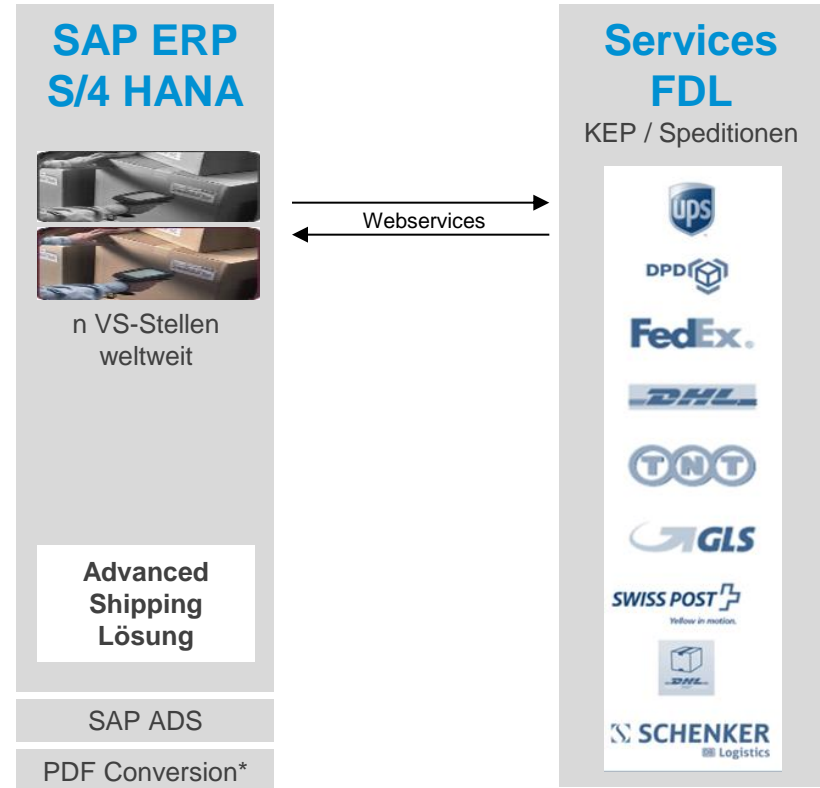 SAP ERP
S/4 HANA
n VS-Stellen
weltweit
Advanced
Shipping
Lösung
SAP ADS
PDF Conversion*
Webservices
Services
FDL
KEP / Speditionen
ups
DPD
FedEx®
DHL
TNT
GLS
SWISS POST
Yellow in motion.
DHL
SCHENKER
DB Logistics